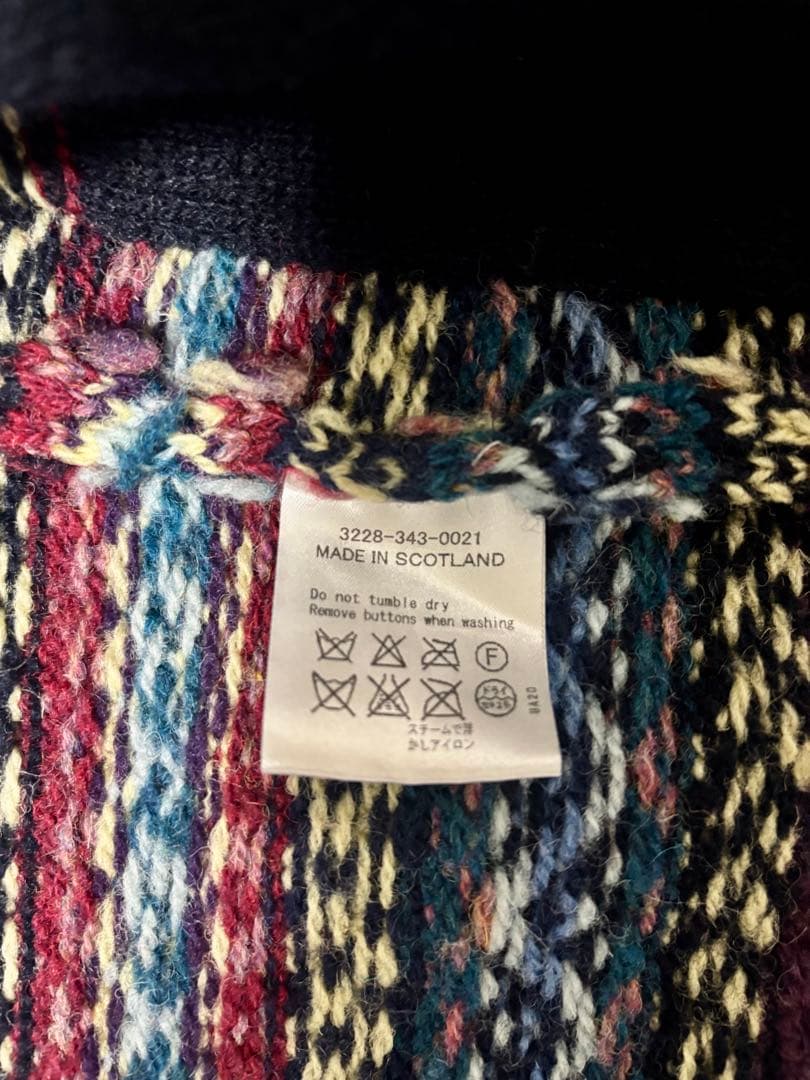 3228-343-0021
MADE IN SCOTLAND
Do not tumble dry
Remove buttons when washing
F
ドライ
BA20
スチームで浮
かしアイロン